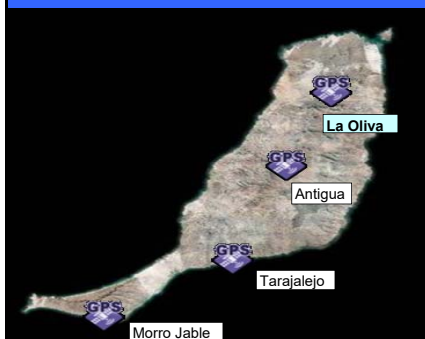 GPS
La Oliva
GPS
Antigua
GPS
Tarajalejo
GPS
Morro Jable